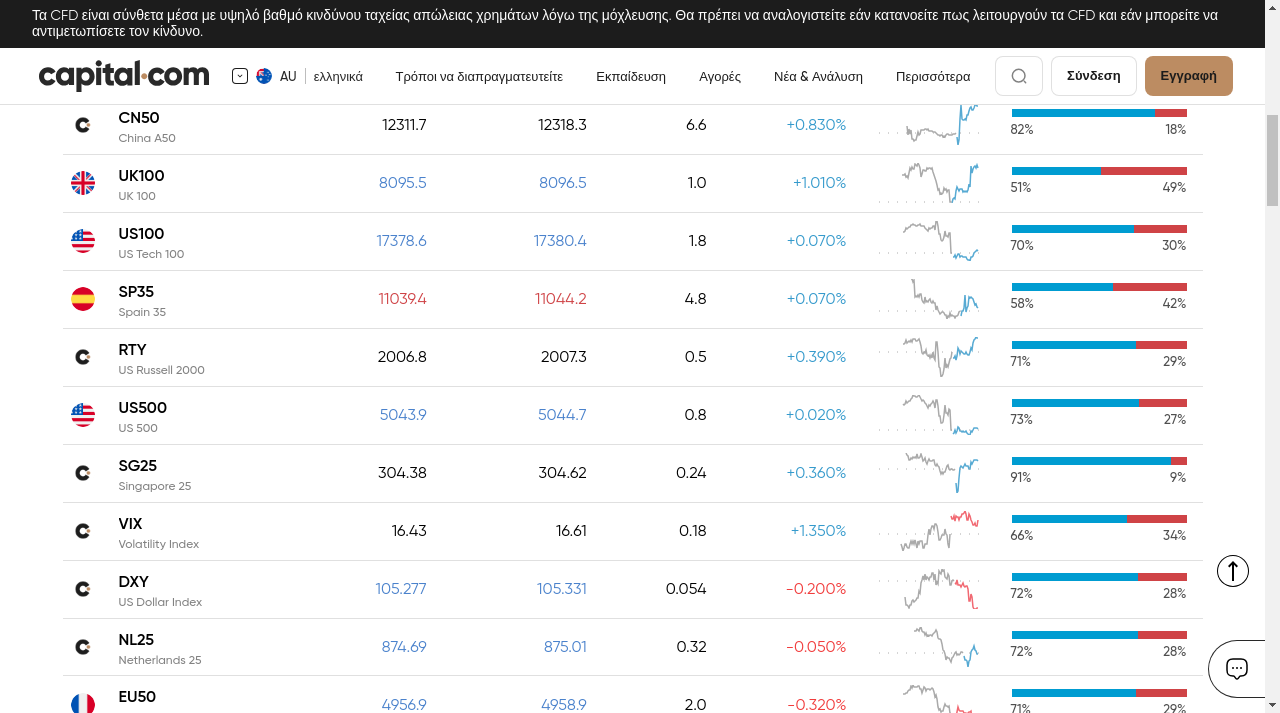 Τα CFD είναι σύνθετα μέσα με υψηλό βαθμό κινδύνου ταχείας απώλειας χρημάτων λόγω της μόχλευσης. Θα πρέπει να αναλογιστείτε εάν κατανοείτε πως λειτουργούν τα CFD και εάν μπορείτε να
αντιμετωπίσετε τον κίνδυνο.
capital.com AU ελληνικά Τρόποι να διαπραγματευτείτε Εκπαίδευση Αγορές Νέα & Ανάλυση Περισσότερα Σύνδεση Εγγραφή
CN50 12311.7 12318.3 6.6 +0.830%
China A50 82% 18%
UK100 8095.5 8096.5 1.0 +1.010%
UK 100 51% 49%
US100 17378.6 17380.4 1.8 +0.070%
US Tech 100 70% 30%
SP35 11039.4 11044.2 4.8 +0.070%
Spain 35 58% 42%
RTY 2006.8 2007.3 0.5 +0.390%
US Russell 2000 71% 29%
US500 5043.9 5044.7 0.8 +0.020%
US 500 73% 27%
SG25 304.38 304.62 0.24 +0.360%
Singapore 25 91% 9%
VIX 16.43 16.61 0.18 +1.350%
Volatility Index 66% 34%
DXY 105.277 105.331 0.054 -0.200%
US Dollar Index 72% 28%
NL25 874.69 875.01 0.32 -0.050%
Netherlands 25 72% 28%
EU50 4956.9 4958.9 2.0 -0.320%
71% 29%